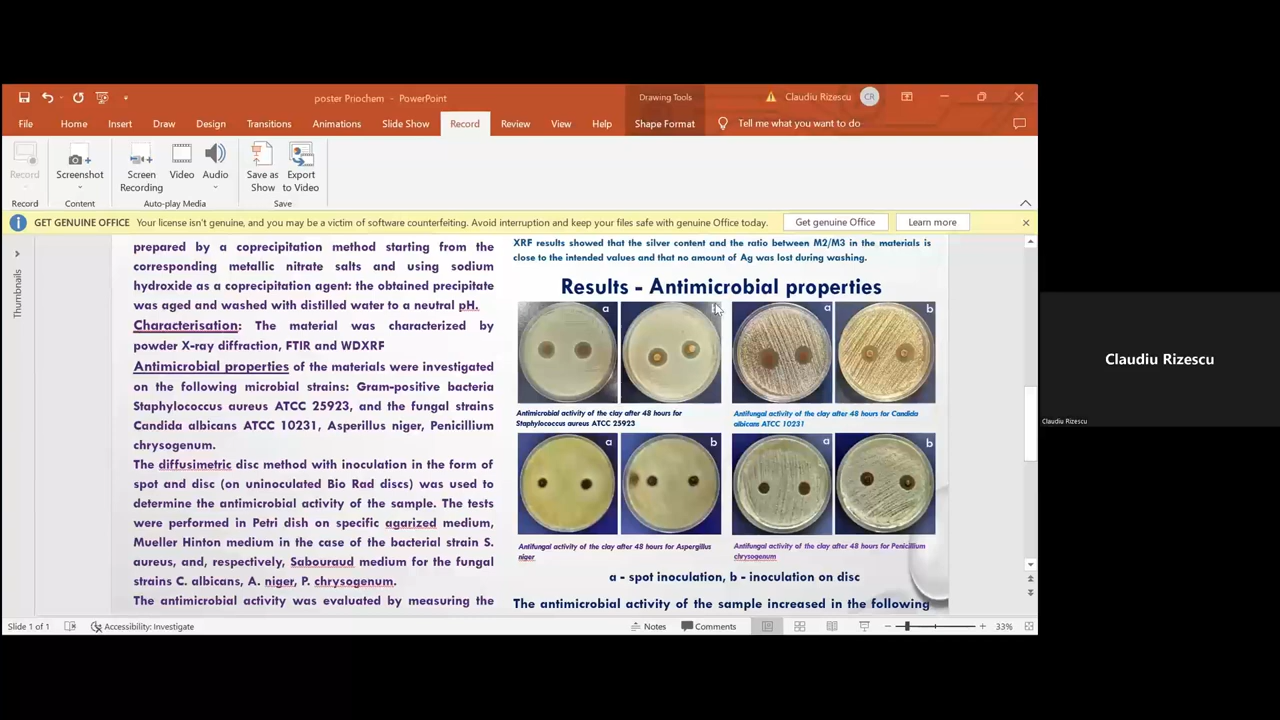 poster Priochem - PowerPoint
Drawing Tools
Claudiu Rizescu
CR
File
Home
Insert
Draw
Design
Transitions
Animations
Slide Show
Record
Review
View
Help
Shape Format
Tell me what you want to do
Record
Screenshot
Screen
Recording
Video
Audio
Save as
Show
Export
to Video
Record
Content
Auto-play Media
Save
GET GENUINE OFFICE Your license isn't genuine, and you may be a victim of software counterfeiting. Avoid interruption and keep your files safe with genuine Office today.
Get genuine Office
Learn more
Thumbnails
prepared by a coprecipitation method starting from the
corresponding metallic nitrate salts and using sodium
hydroxide as a coprecipitation agent: the obtained precipitate
was aged and washed with distilled water to a neutral pH.
Characterisation: The material was characterized by
powder X-ray diffraction, FTIR and WDXRF
Antimicrobial properties of the materials were investigated
on the following microbial strains: Gram-positive bacteria
Staphylococcus aureus ATCC 25923, and the fungal strains
Candida albicans ATCC 10231, Asperillus niger, Penicillium
chrysogenum.
The diffusimetric disc method with inoculation in the form of
spot and disc (on uninoculated Bio Rad discs) was used to
determine the antimicrobial activity of the sample. The tests
were performed in Petri dish on specific agarized medium,
Mueller Hinton medium in the case of the bacterial strain S.
aureus, and, respectively, Sabouraud medium for the fungal
strains C. albicans, A. niger, P. chrysogenum.
The antimicrobial activity was evaluated by measuring the
XRF results showed that the silver content and the ratio between M2/M3 in the materials is
close to the intended values and that no amount of Ag was lost during washing.
Results - Antimicrobial properties
a
b
a
b
Antimicrobial activity of the clay after 48 hours for
Staphylococcus aureus ATCC 25923
Antifungal activity of the clay after 48 hours for Candida
albicans ATCC 10231
a
b
a
b
Antifungal activity of the clay after 48 hours for Aspergillus
niger
Antifungal activity of the clay after 48 hours for Penicillium
chrysogenum
a - spot inoculation, b - inoculation on disc
The antimicrobial activity of the sample increased in the following
Slide 1 of 1
Accessibility: Investigate
Notes
Comments
33%
Claudiu Rizescu
Claudiu Rizescu